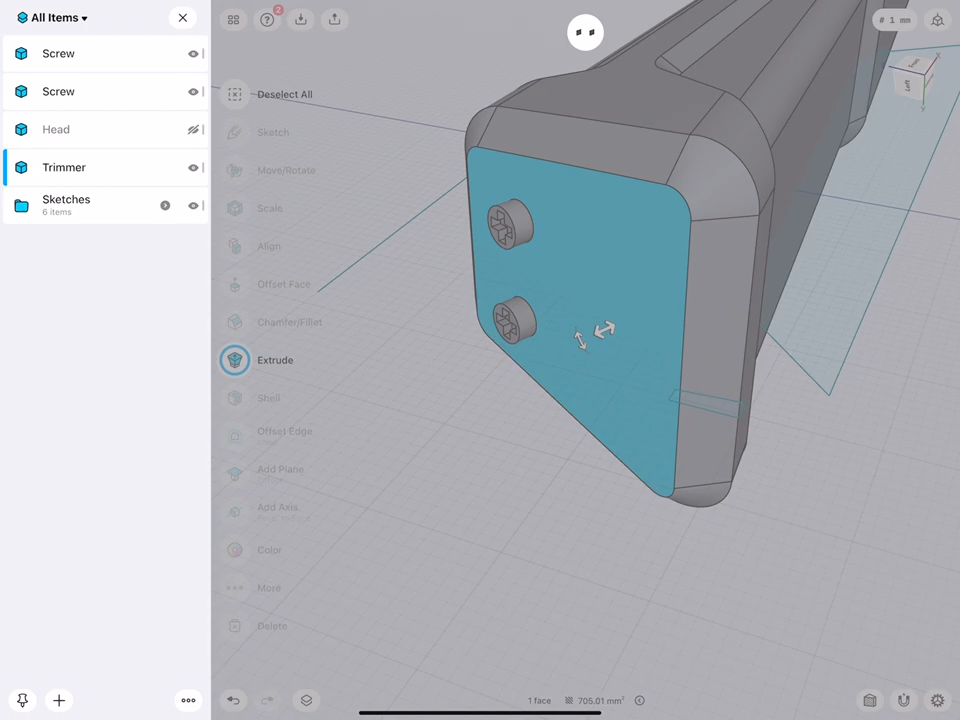 All Items
Screw
Screw
Head
Trimmer
Sketches
6 items
2
# 1 mm
Left
Deselect All
Sketch
Move/Rotate
Scale
Align
Offset Face
Chamfer/Fillet
Extrude
Shell
Offset Edge
Add Plane
Add Axis
Color
More
Delete
1 face
705.01 mm²